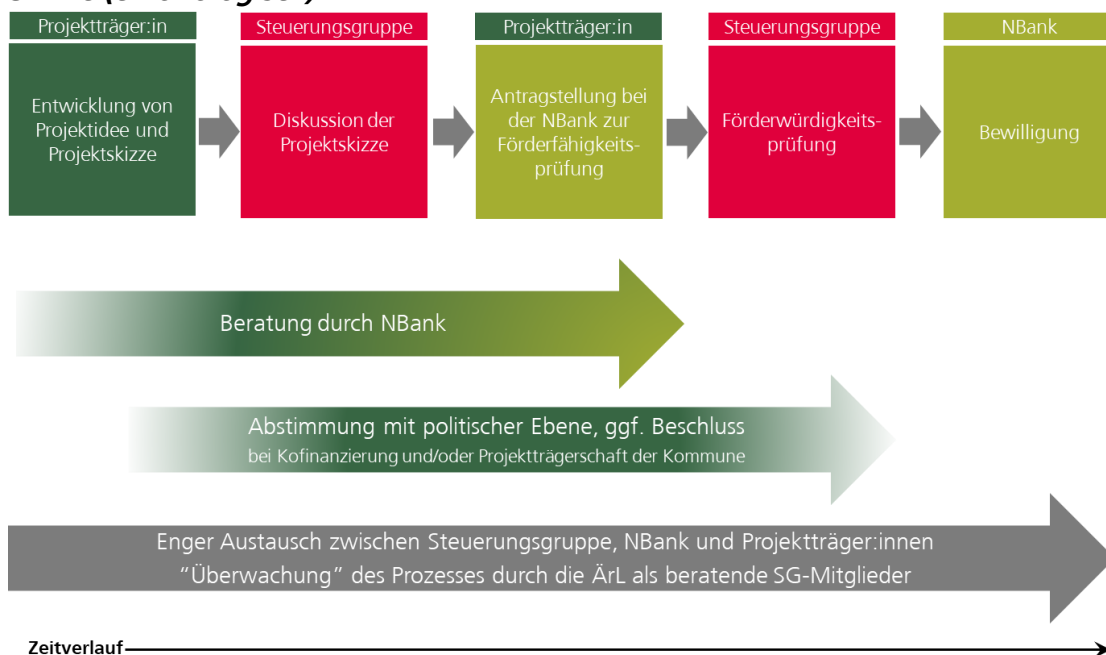 Projektträger:in
Steuerungsgruppe
Projektträger:in
Steuerungsgruppe
NBank
Entwicklung von
Projektidee und
Projektskizze
Diskussion der
Projektskizze
Antragstellung bei
der NBank zur
Förderfähigkeits-
prüfung
Förderwürdigkeits-
prüfung
Bewilligung
Beratung durch NBank
Abstimmung mit politischer Ebene, ggf. Beschluss
bei Kofinanzierung und/oder Projektträgerschaft der Kommune
Enger Austausch zwischen Steuerungsgruppe, NBank und Projektträger:innen
“Überwachung” des Prozesses durch die ÄrL als beratende SG-Mitglieder
Zeitverlauf